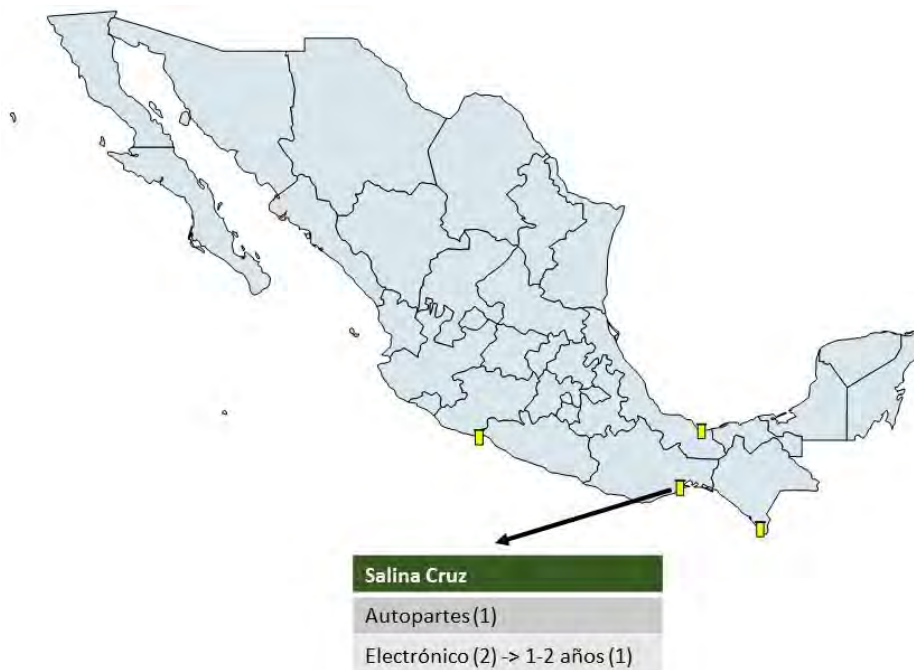 Salina Cruz
Autopartes (1)
Electrónico (2) -> 1-2 años (1)